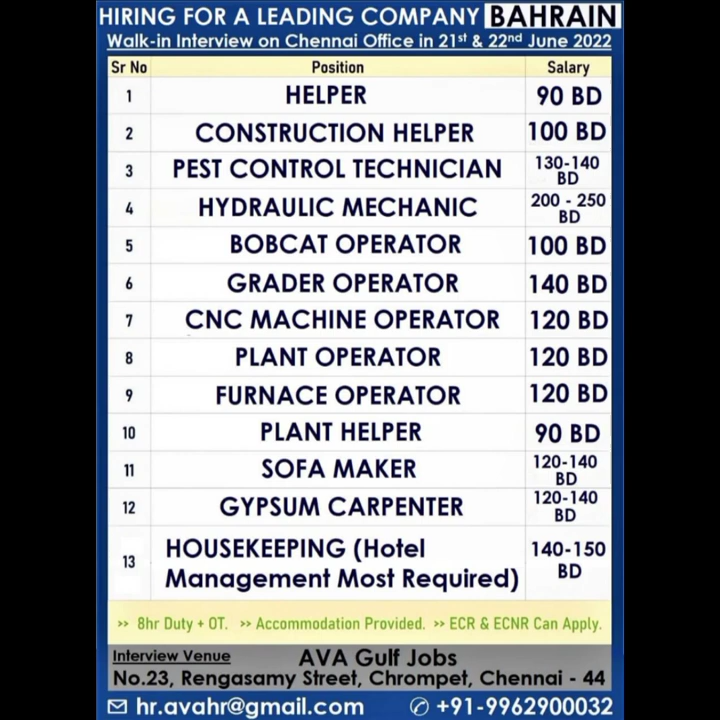 HIRING FOR A LEADING COMPANY BAHRAIN
Walk-in Interview on Chennai Office in 21st & 22nd June 2022
Sr No Position Salary
1 HELPER 90 BD
2 CONSTRUCTION HELPER 100 BD
3 PEST CONTROL TECHNICIAN 130-140 BD
4 HYDRAULIC MECHANIC 200 - 250 BD
5 BOBCAT OPERATOR 100 BD
6 GRADER OPERATOR 140 BD
7 CNC MACHINE OPERATOR 120 BD
8 PLANT OPERATOR 120 BD
9 FURNACE OPERATOR 120 BD
10 PLANT HELPER 90 BD
11 SOFA MAKER 120-140 BD
12 GYPSUM CARPENTER 120-140 BD
13 HOUSEKEEPING (Hotel
Management Most Required) 140-150 BD
>> 8hr Duty + OT. >> Accommodation Provided. >> ECR & ECNR Can Apply.
Interview Venue AVA Gulf Jobs
No.23, Rengasamy Street, Chrompet, Chennai - 44
hr.avahr@gmail.com +91-9962900032